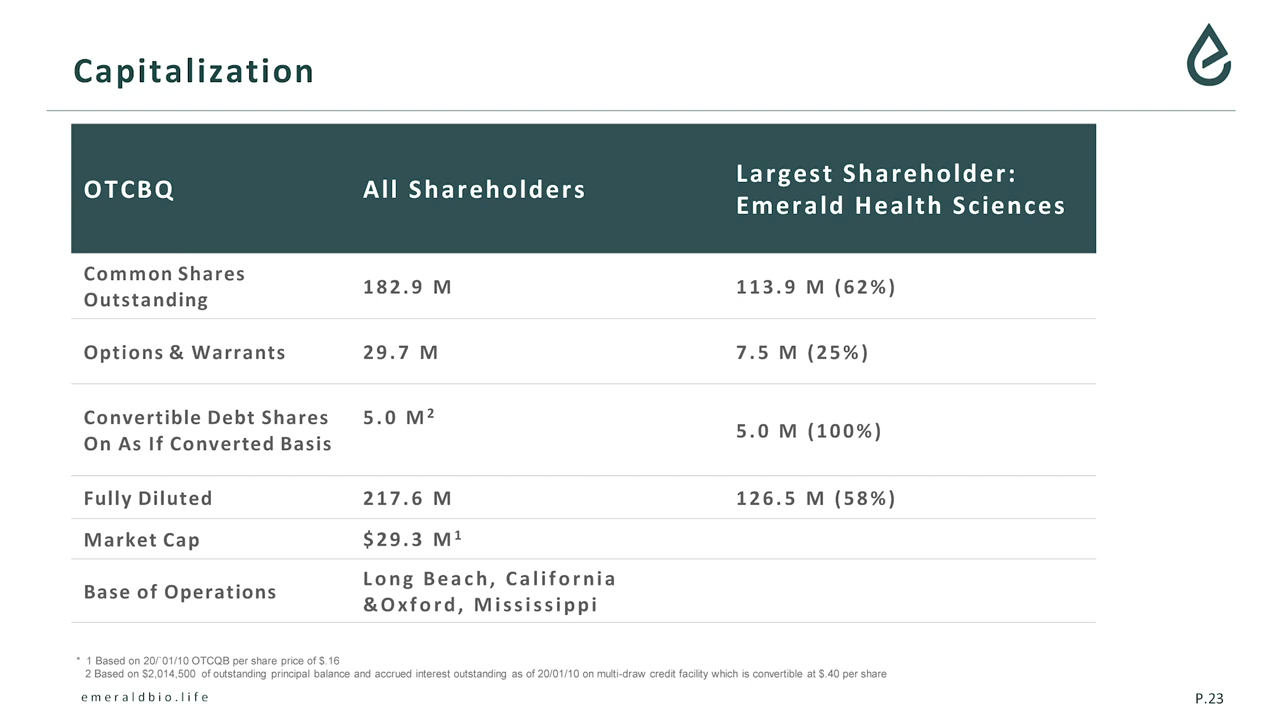 Capitalization
OTCBQ
All Shareholders
Largest Shareholder:
Emerald Health Sciences
Common Shares
Outstanding
182.9 M
113.9 M (62%)
Options & Warrants
29.7 M
7.5 M (25%)
Convertible Debt Shares
On As If Converted Basis
5.0 M²
5.0 M (100%)
Fully Diluted
217.6 M
126.5 M (58%)
Market Cap
$29.3 M¹
Base of Operations
Long Beach, California
&Oxford, Mississippi
* 1 Based on 20/`01/10 OTCQB per share price of $.16
2 Based on $2,014,500 of outstanding principal balance and accrued interest outstanding as of 20/01/10 on multi-draw credit facility which is convertible at $.40 per share
emeraldbio.life
P.23